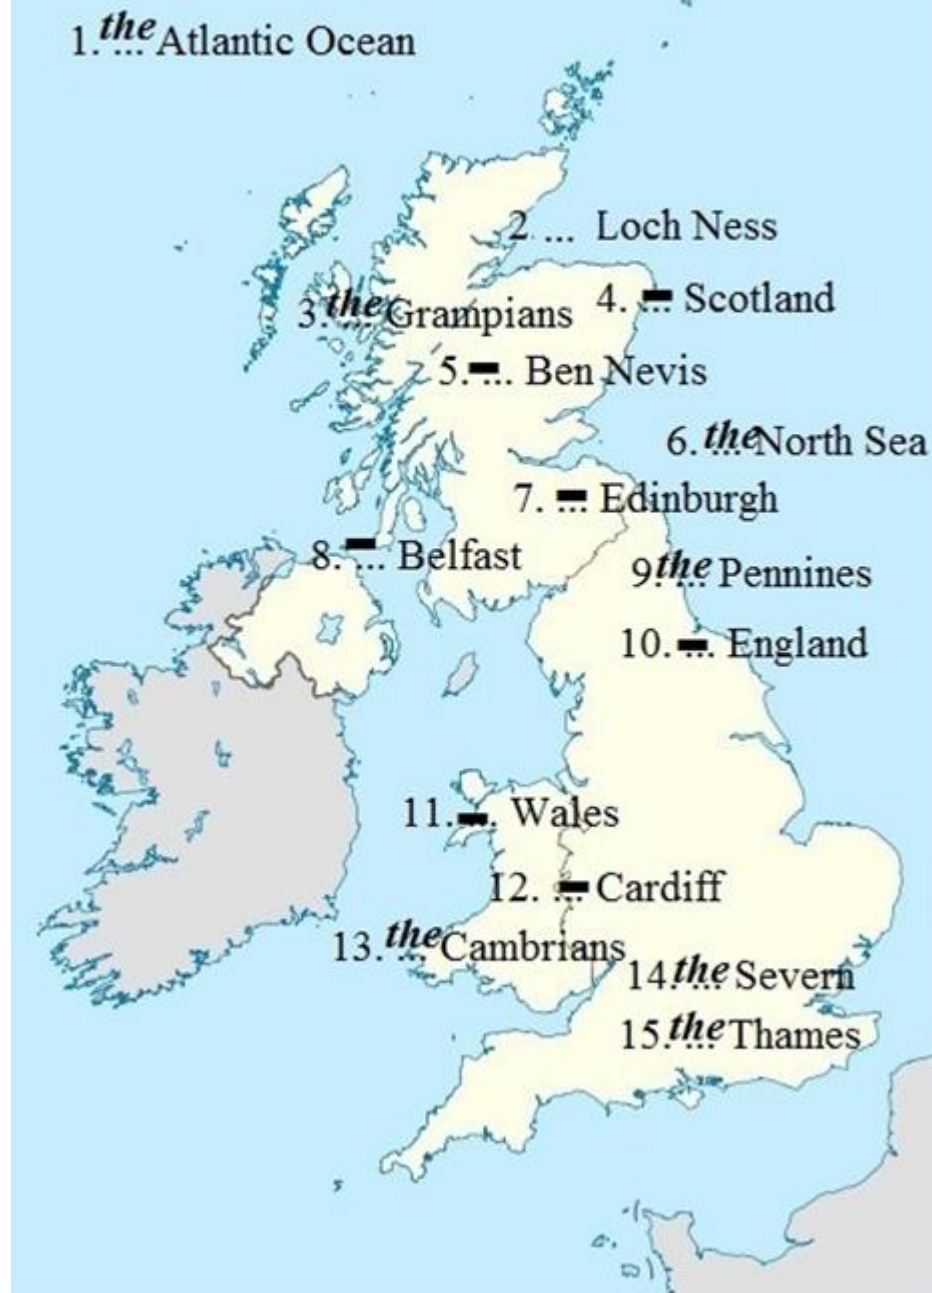 1. the ... Atlantic Ocean
2 ... Loch Ness
3. the ... Grampians
4. – ... Scotland
5. – ... Ben Nevis
6. the ... North Sea
7. – ... Edinburgh
8. – ... Belfast
9. the ... Pennines
10. – ... England
11. – ... Wales
12. – ... Cardiff
13. the ... Cambrians
14. the ... Severn
15. the ... Thames